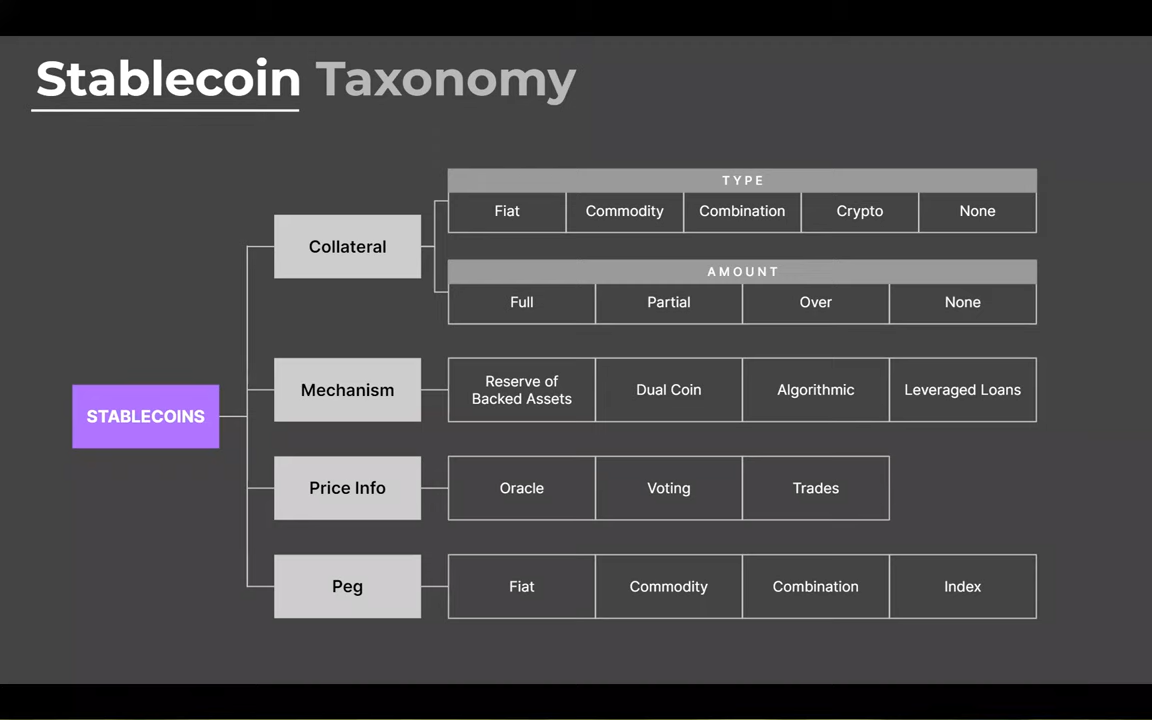 Stablecoin Taxonomy
TYPE
Fiat Commodity Combination Crypto None
Collateral
AMOUNT
Full Partial Over None
Mechanism
Reserve of
Backed Assets
Dual Coin Algorithmic Leveraged Loans
STABLECOINS
Price Info
Oracle Voting Trades
Peg
Fiat Commodity Combination Index